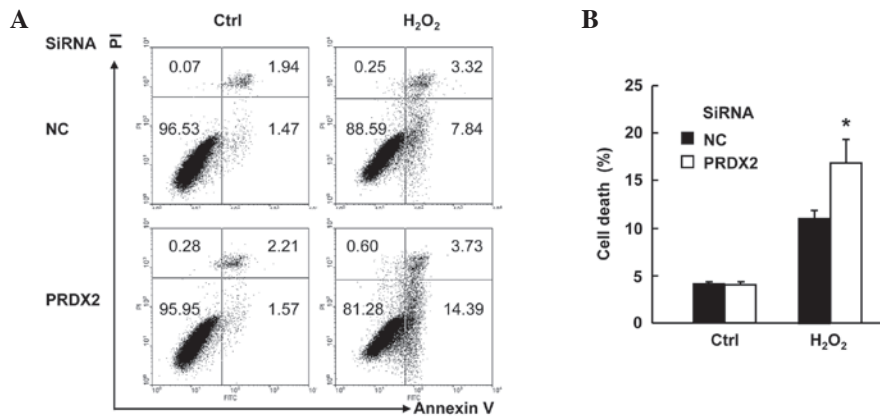 A
B
Ctrl
H2O2
SiRNA
PI
0.07 1.94
0.25 3.32
NC
96.53 1.47
88.59 7.84
0.28 2.21
0.60 3.73
PRDX2
95.95 1.57
81.28 14.39
FITC
FITC
Annexin V
25
20
15
10
5
0
Cell death (%)
SiRNA
NC
PRDX2
*
Ctrl
H2O2